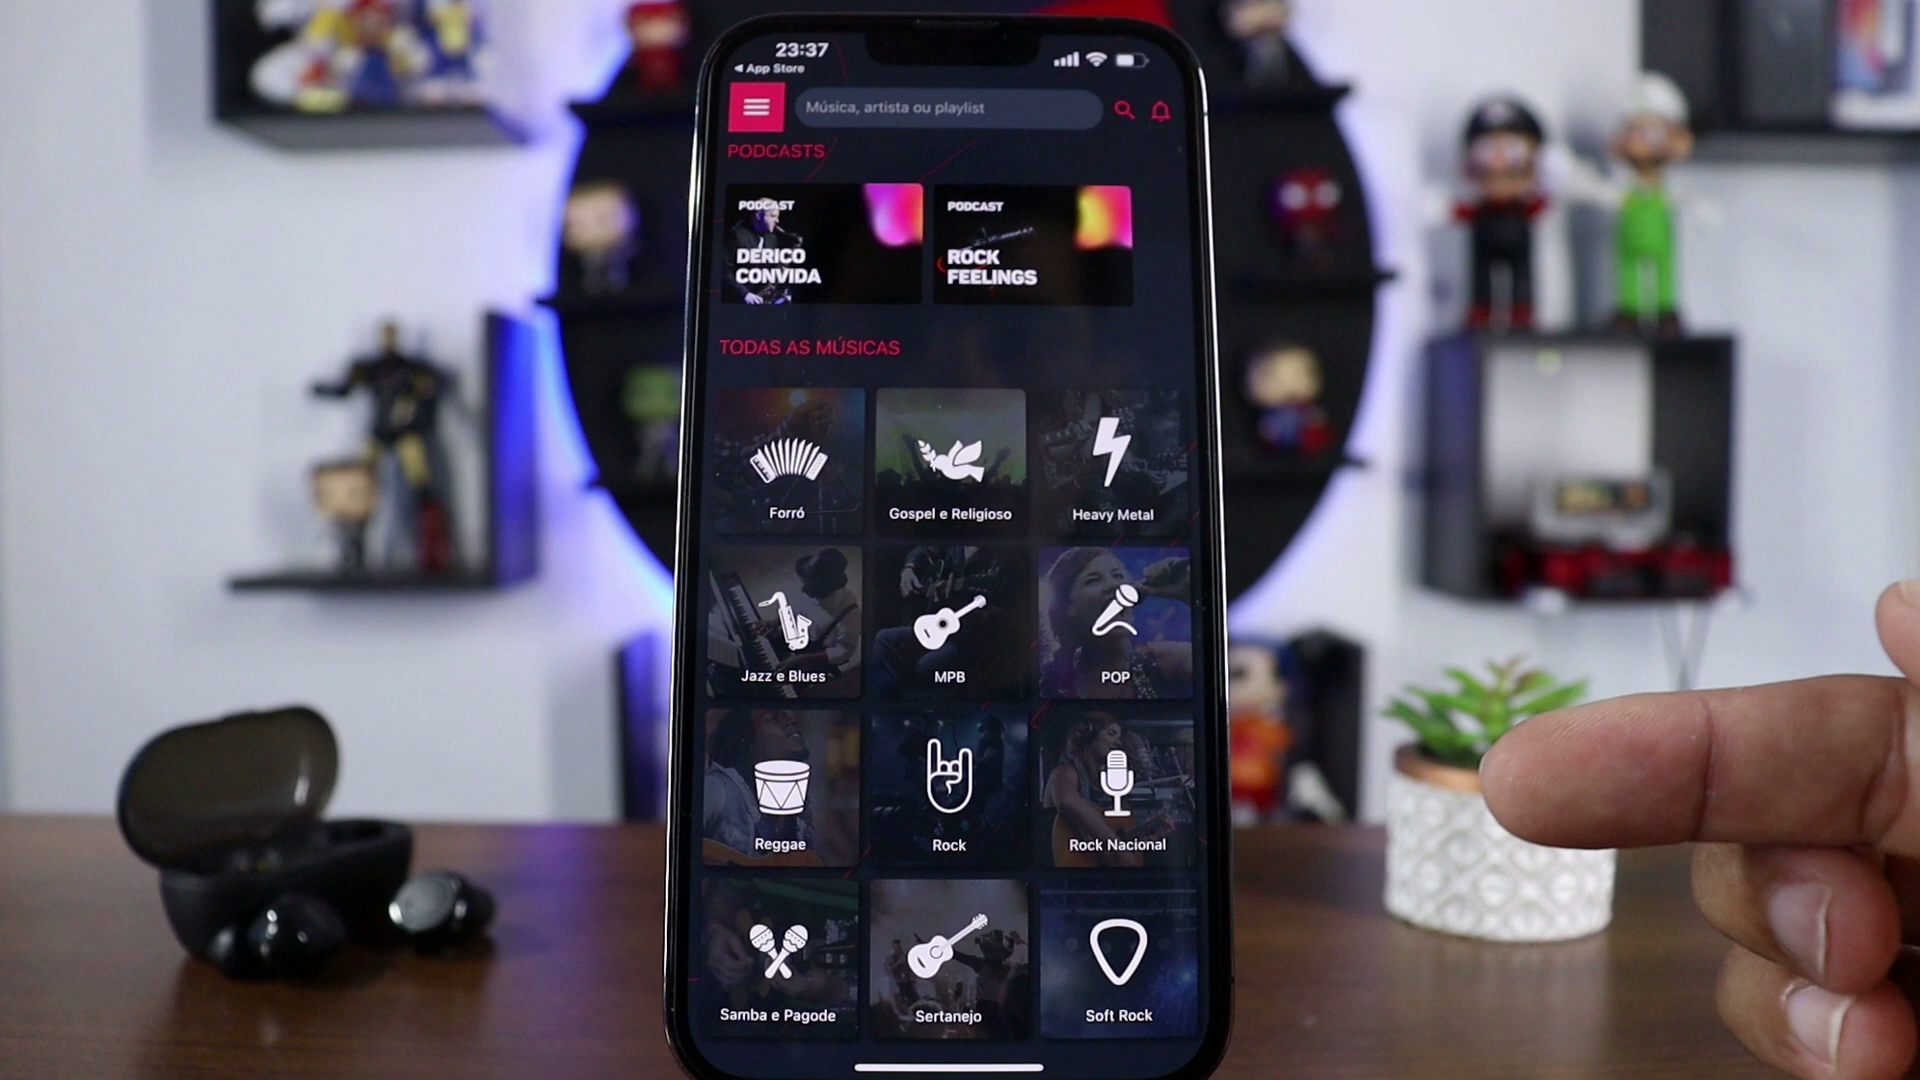 23:37
◀ App Store
Música, artista ou playlist
PODCASTS
PODCAST
DERICO
CONVIDA
PODCAST
ROCK
FEELINGS
TODAS AS MÚSICAS
Forró
Gospel e Religioso
Heavy Metal
Jazz e Blues
MPB
POP
Reggae
Rock
Rock Nacional
Samba e Pagode
Sertanejo
Soft Rock